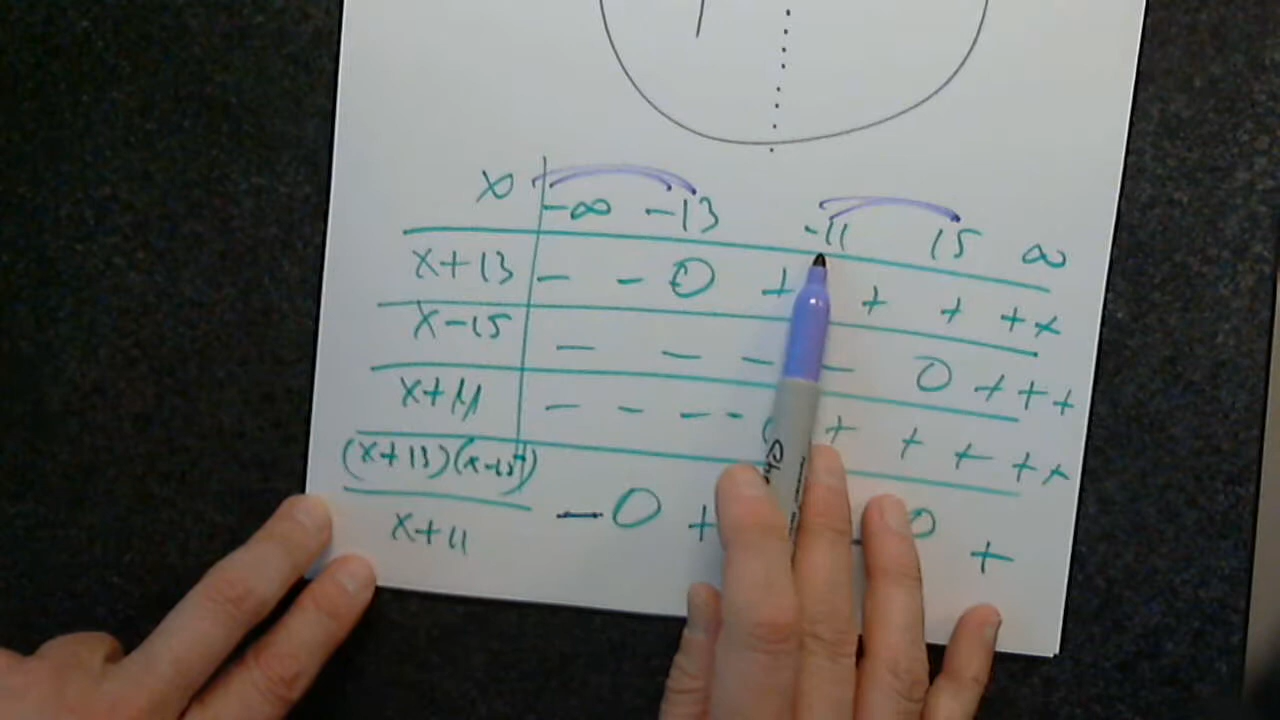 x -∞ -13 -11 15 ∞
x+13 - - 0 + + + + +
x-15 - - - - 0 + + +
x+11 - - - - + + + + +
(x+13)(x-15)
x+11 - 0 + - 0 +